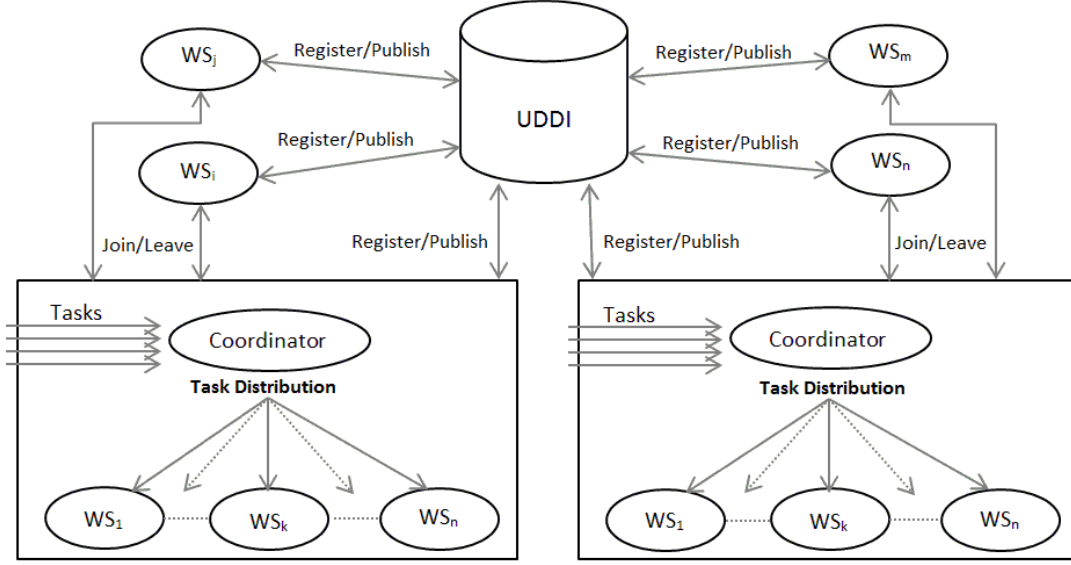 WSj
Register/Publish
UDDI
Register/Publish
WSm
WSi
Register/Publish
Register/Publish
WSn
Join/Leave
Register/Publish
Register/Publish
Join/Leave
Tasks
Coordinator
Task Distribution
WS1
WSk
WSn
Tasks
Coordinator
Task Distribution
WS1
WSk
WSn